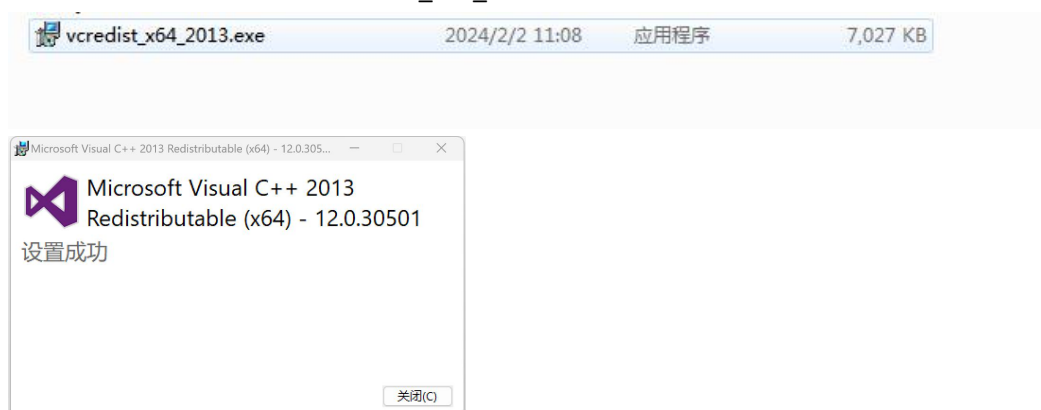 vcredist_x64_2013.exe 2024/2/2 11:08 应用程序 7,027 KB
Microsoft Visual C++ 2013 Redistributable (x64) - 12.0.305...
Microsoft Visual C++ 2013
Redistributable (x64) - 12.0.30501
设置成功
关闭(C)